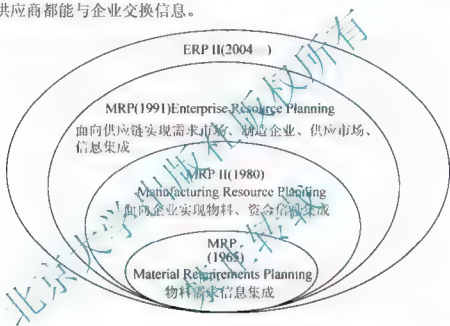 供应商都能与企业交换信息。
ERP II(2004 )
MRP(1991)Enterprise Resource Planning
面向供应链实现需求市场、制造企业、供应市场、
信息集成
MRP II(1980)
Manufacturing Resource Planning
面向企业实现物料、资金信息集成
MRP
(1965)
Material Requirements Planning
物料需求信息集成
北京大学出版社版权所有